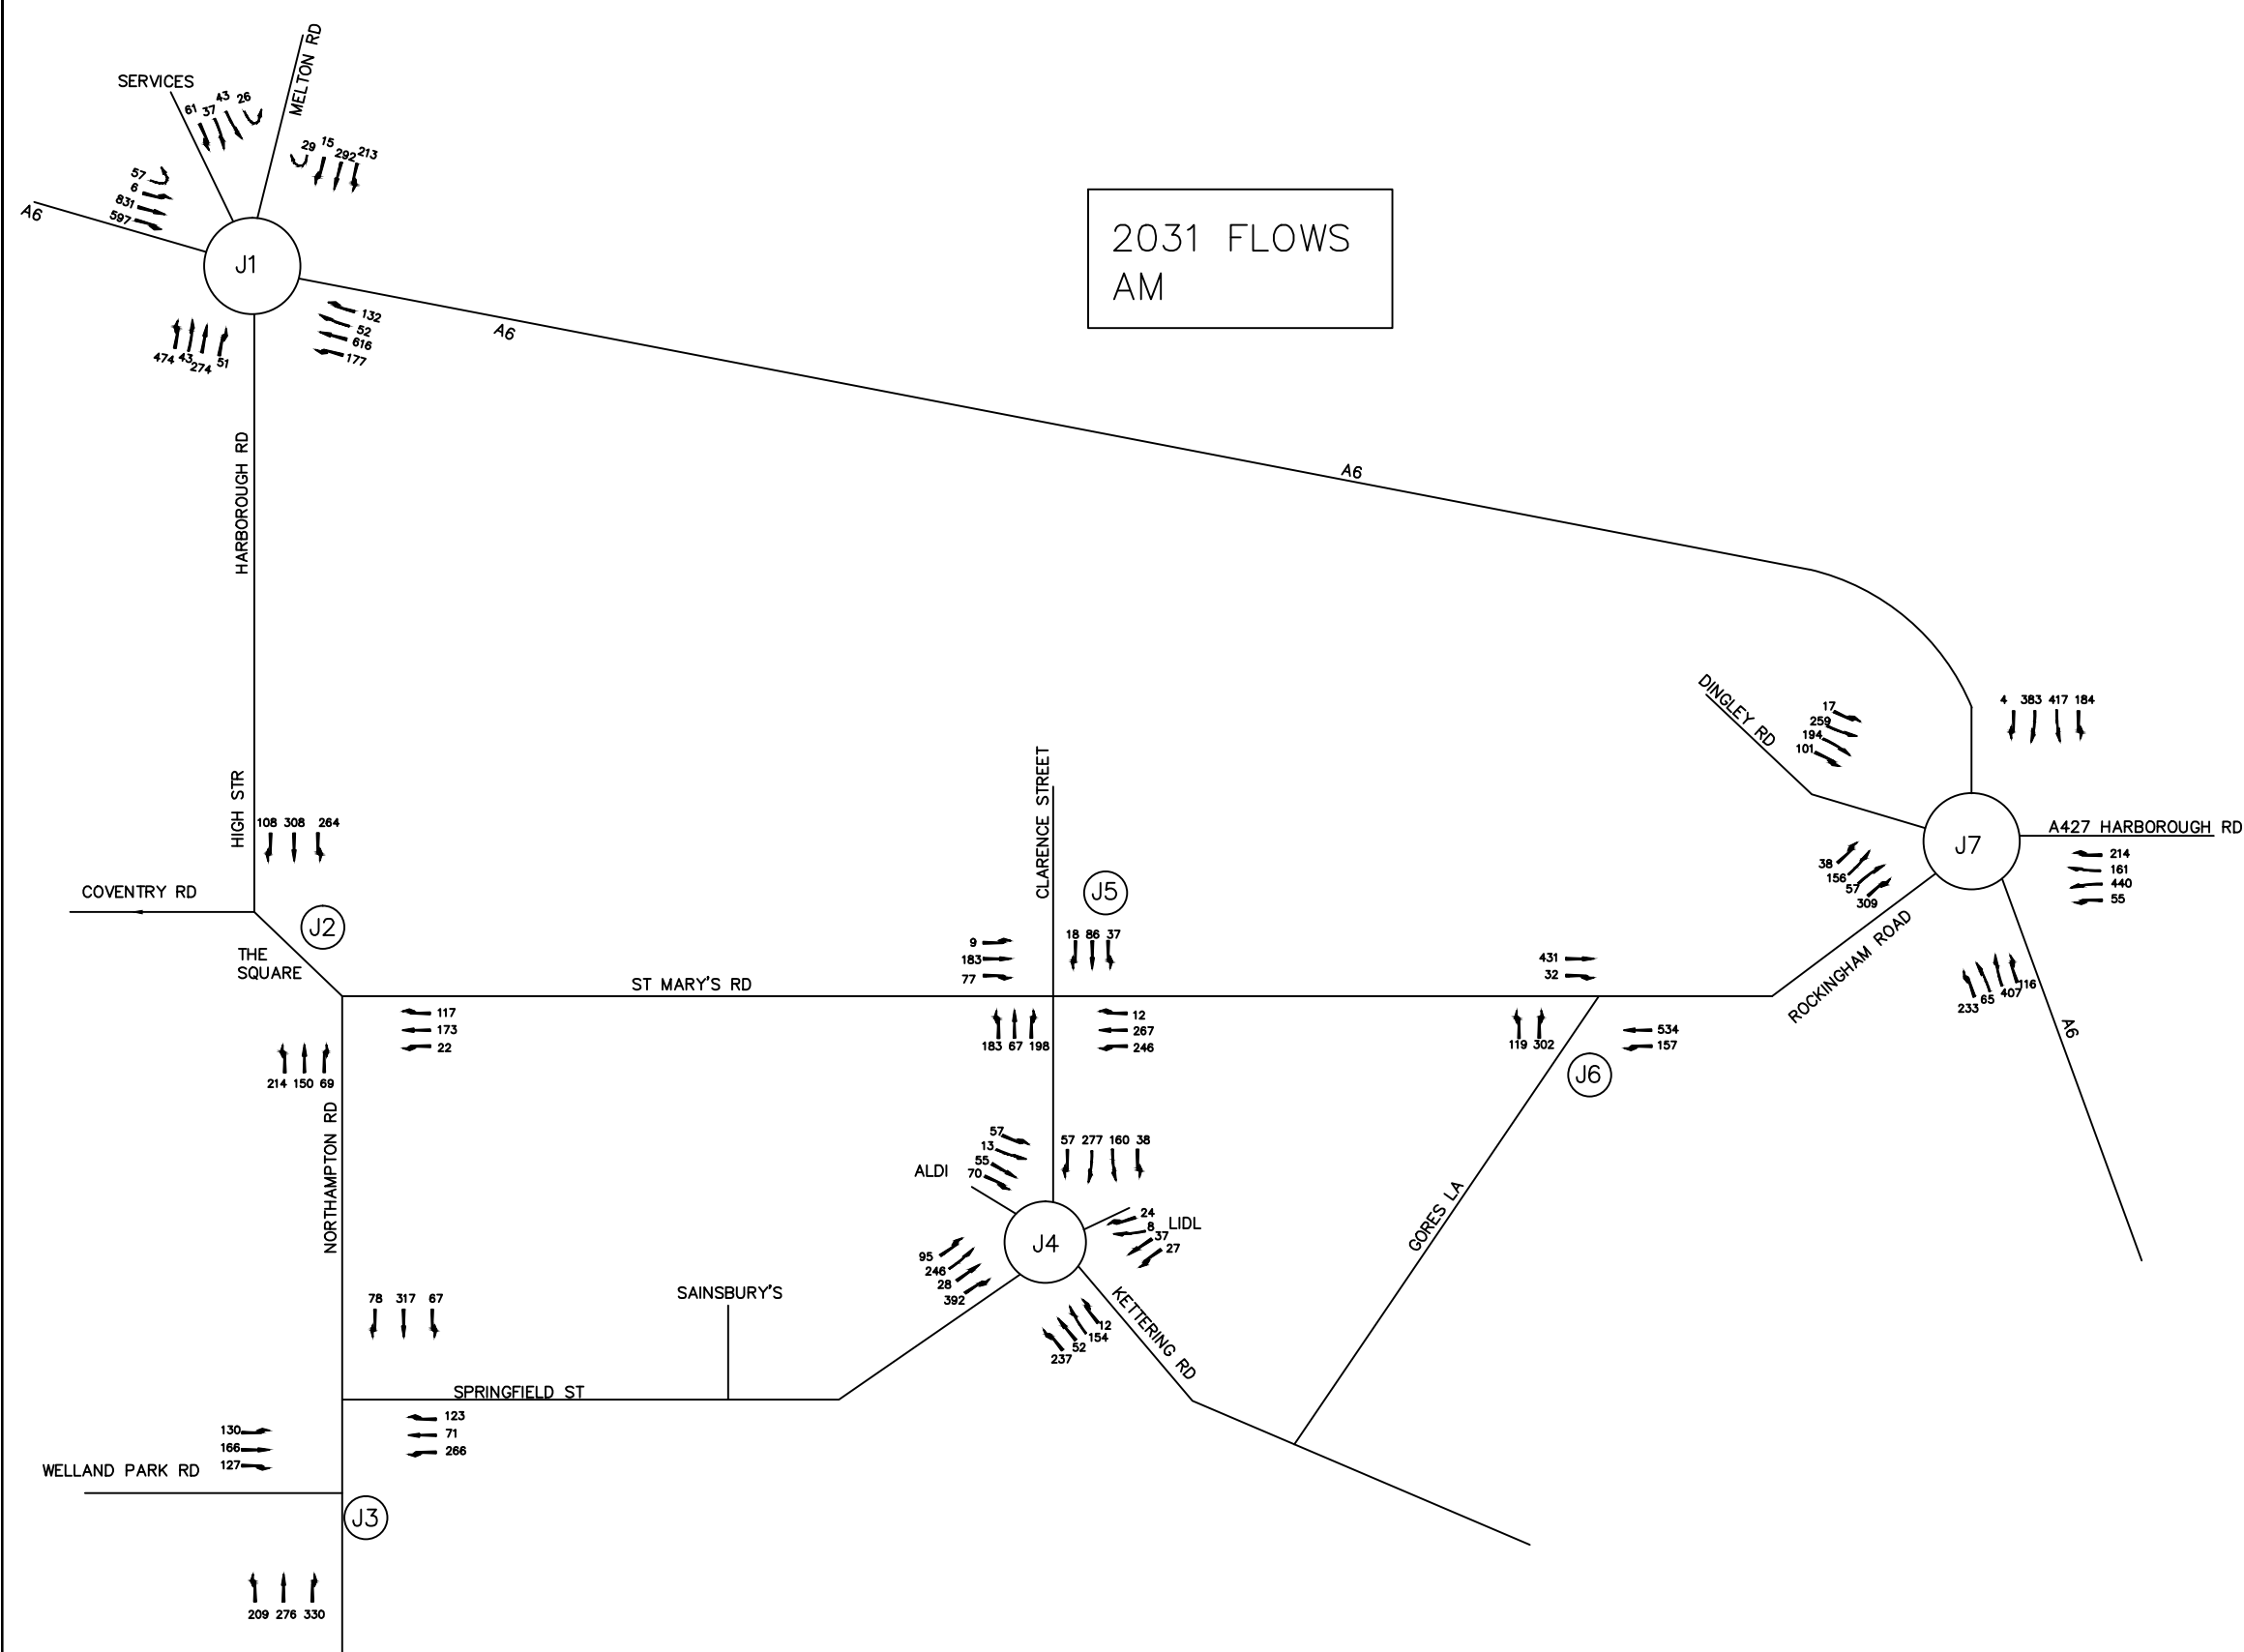 SERVICES
MELTON RD
61 37 43 26
29 15 292 213
57
6
831
597
A6
J1
132
52
616
177
474 43 274 51
A6
2031 FLOWS
AM
HARBOROUGH RD
A6
HIGH STR
108 308 264
COVENTRY RD
J2
THE
SQUARE
ST MARY'S RD
117
173
22
214 150 69
NORTHAMPTON RD
CLARENCE STREET
J5
9
183
77
18 86 37
183 67 198
12
267
246
431
32
119 302
534
157
J6
DINGLEY RD
17
259
194
101
4 383 417 184
J7
A427 HARBOROUGH RD
214
161
440
55
38
156
57
309
ROCKINGHAM ROAD
233 65 407 116
A6
ALDI
57
13
55
70
57 277 160 38
J4
24
8
37
27
LIDL
95
246
28
392
237 52 154 12
KETTERING RD
GORES LA
78 317 67
SAINSBURY'S
SPRINGFIELD ST
123
71
266
130
166
127
WELLAND PARK RD
J3
209 276 330